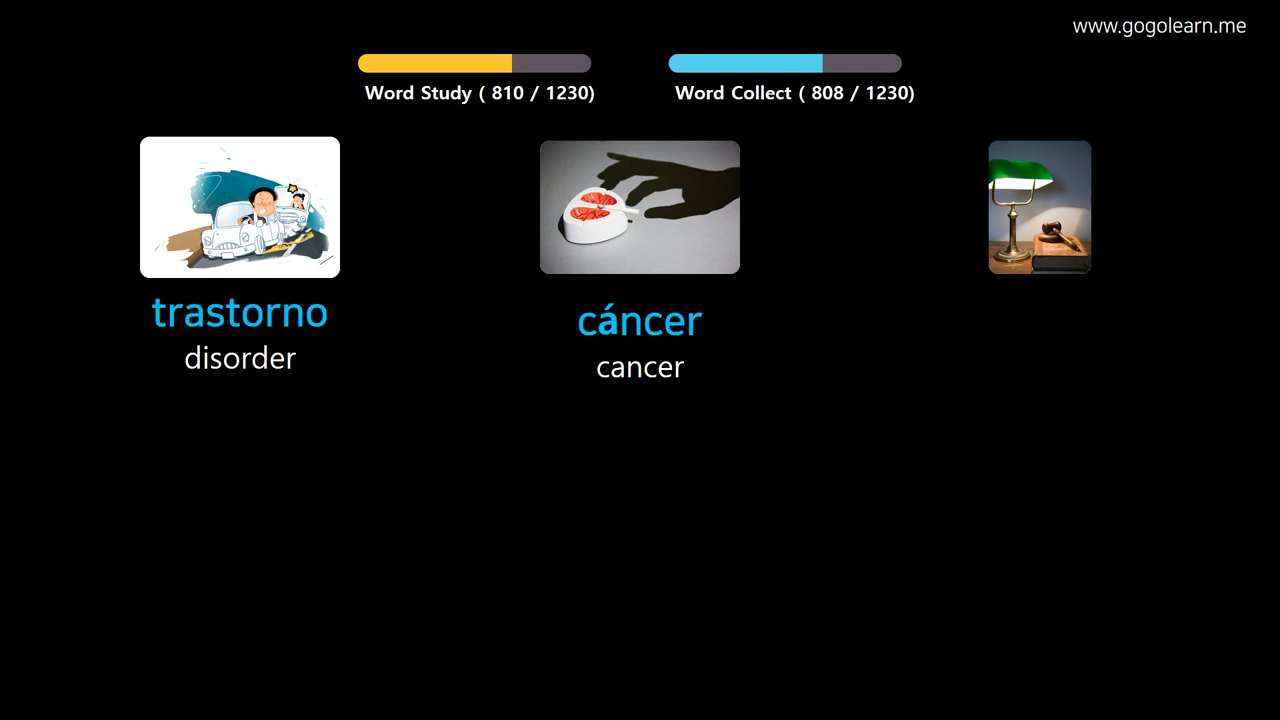 www.gogolearn.me
Word Study ( 810 / 1230)
Word Collect ( 808 / 1230)
trastorno
disorder
cáncer
cancer